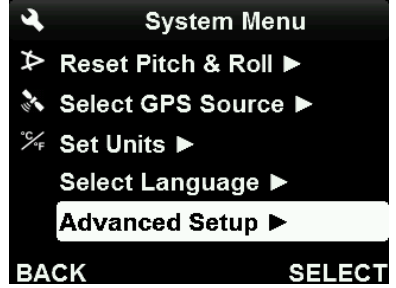 System Menu
Reset Pitch & Roll ►
Select GPS Source ►
°C/°F Set Units ►
Select Language ►
Advanced Setup ►
BACK SELECT